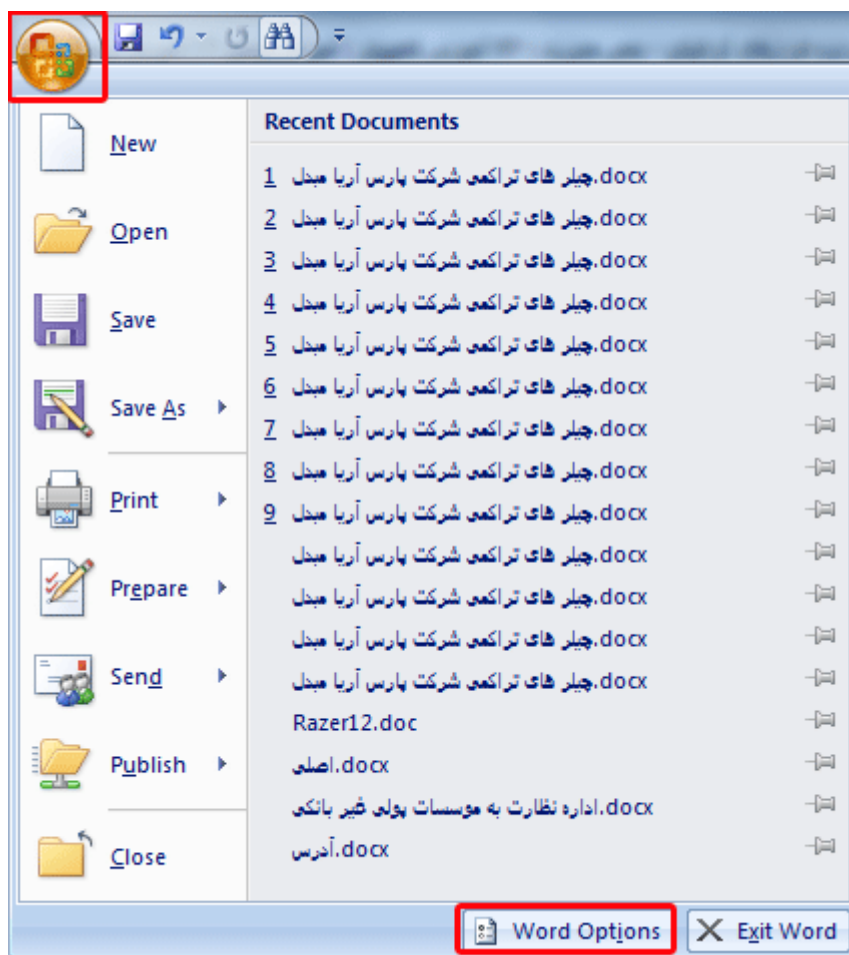 New
Open
Save
Save As
Print
Prepare
Send
Publish
Close
Recent Documents
1 چیلر های تراکمی شرکت پارس آریا مبدل.docx
2 چیلر های تراکمی شرکت پارس آریا مبدل.docx
3 چیلر های تراکمی شرکت پارس آریا مبدل.docx
4 چیلر های تراکمی شرکت پارس آریا مبدل.docx
5 چیلر های تراکمی شرکت پارس آریا مبدل.docx
6 چیلر های تراکمی شرکت پارس آریا مبدل.docx
7 چیلر های تراکمی شرکت پارس آریا مبدل.docx
8 چیلر های تراکمی شرکت پارس آریا مبدل.docx
9 چیلر های تراکمی شرکت پارس آریا مبدل.docx
چیلر های تراکمی شرکت پارس آریا مبدل.docx
چیلر های تراکمی شرکت پارس آریا مبدل.docx
چیلر های تراکمی شرکت پارس آریا مبدل.docx
چیلر های تراکمی شرکت پارس آریا مبدل.docx
Razer12.doc
اصلی.docx
اداره نظارت به موسسات پولی غیر بانکی.docx
آدرس.docx
Word Options
Exit Word